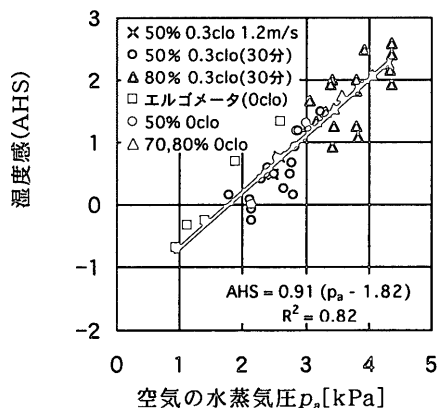 湿度感(AHS)
3
2
1
0
-1
-2
50% 0.3clo 1.2m/s
50% 0.3clo(30分)
80% 0.3clo(30分)
エルゴメータ(0clo)
50% 0clo
70,80% 0clo
AHS = 0.91 (pa - 1.82)
R² = 0.82
0 1 2 3 4 5
空気の水蒸気圧pa[kPa]